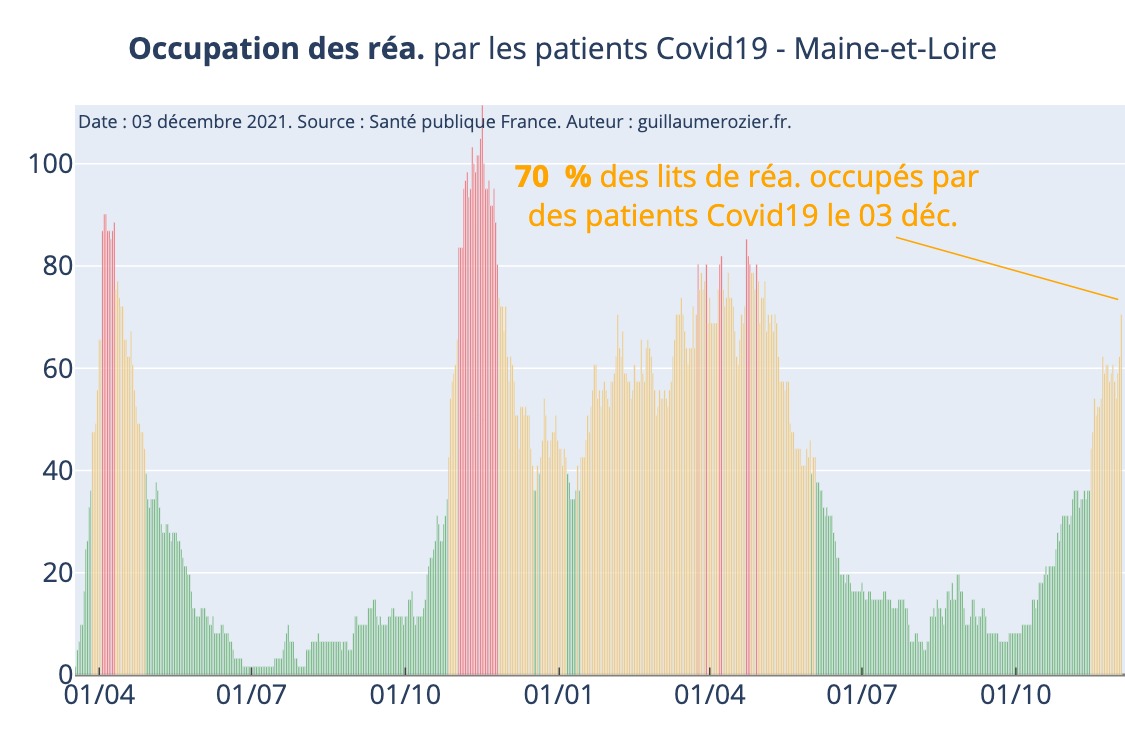 Occupation des réa. par les patients Covid19 - Maine-et-Loire
Date : 03 décembre 2021. Source : Santé publique France. Auteur : guillaumerozier.fr.
100
70 % des lits de réa. occupés par
des patients Covid19 le 03 déc.
80
60
40
20
0
01/04 01/07 01/10 01/01 01/04 01/07 01/10